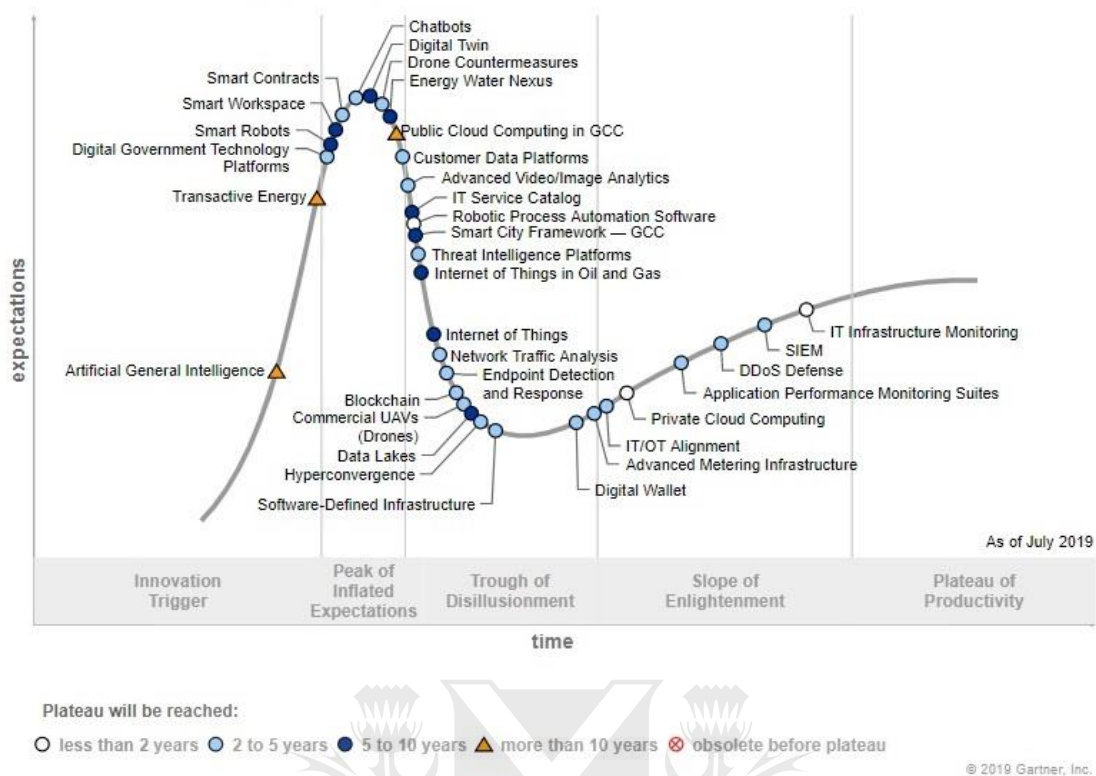 Chatbots
Digital Twin
Drone Countermeasures
Energy Water Nexus
Smart Contracts
Smart Workspace
Smart Robots
Digital Government Technology
Platforms
Public Cloud Computing in GCC
Customer Data Platforms
Advanced Video/Image Analytics
Transactive Energy
IT Service Catalog
Robotic Process Automation Software
Smart City Framework — GCC
Threat Intelligence Platforms
Internet of Things in Oil and Gas
expectations
Internet of Things
IT Infrastructure Monitoring
Network Traffic Analysis
SIEM
Artificial General Intelligence
Endpoint Detection
and Response
DDoS Defense
Application Performance Monitoring Suites
Blockchain
Commercial UAVs
(Drones)
Private Cloud Computing
Data Lakes
IT/OT Alignment
Hyperconvergence
Advanced Metering Infrastructure
Digital Wallet
Software-Defined Infrastructure
As of July 2019
Innovation
Trigger
Peak of
Inflated
Expectations
Trough of
Disillusionment
Slope of
Enlightenment
Plateau of
Productivity
time
Plateau will be reached:
less than 2 years 2 to 5 years 5 to 10 years more than 10 years obsolete before plateau
© 2019 Gartner, Inc.